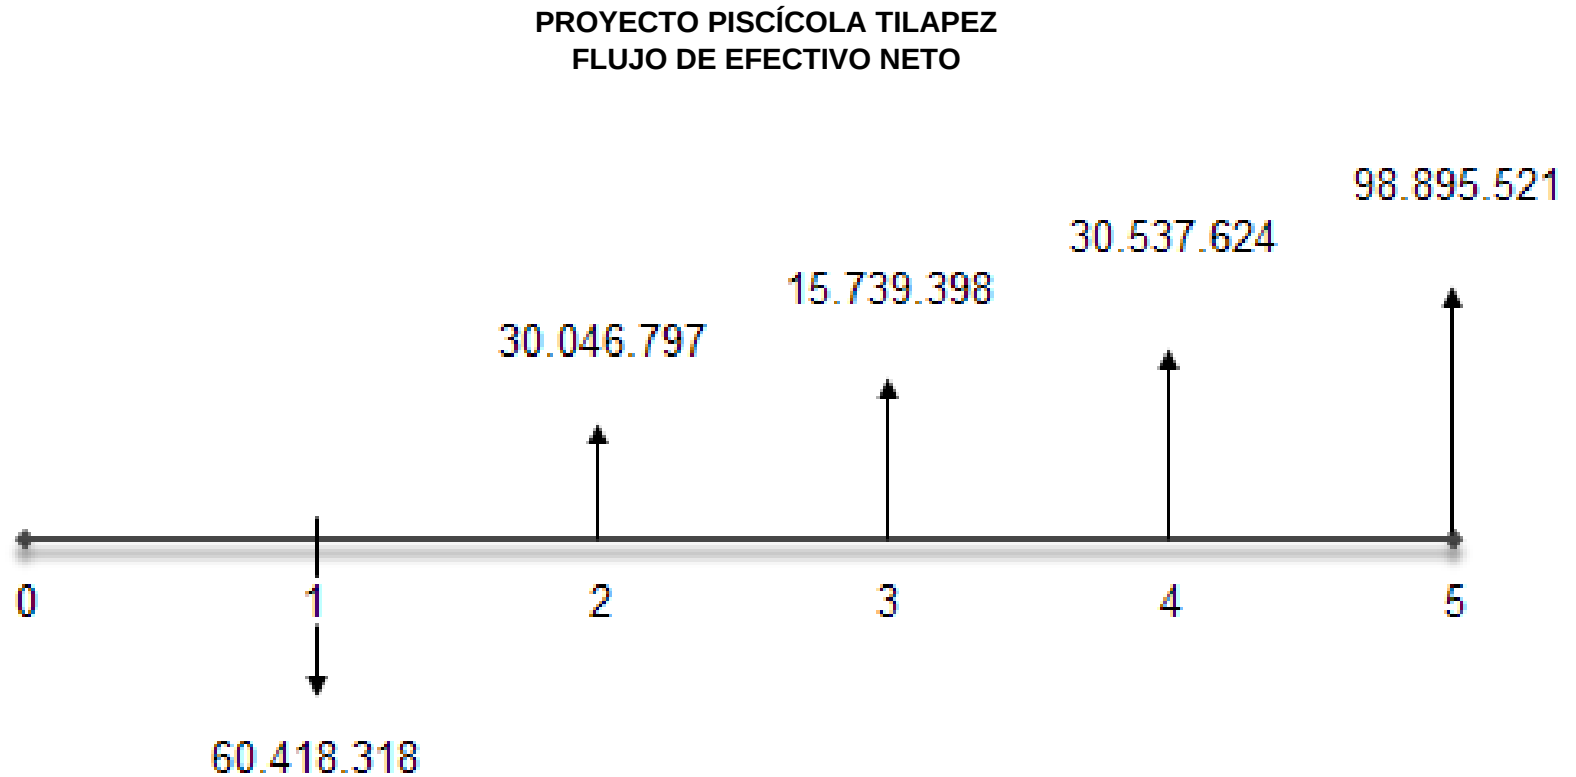 PROYECTO PISCÍCOLA TILAPEZ
FLUJO DE EFECTIVO NETO
98.895.521
30.537.624
15.739.398
30.046.797
0 1 2 3 4 5
60.418.318